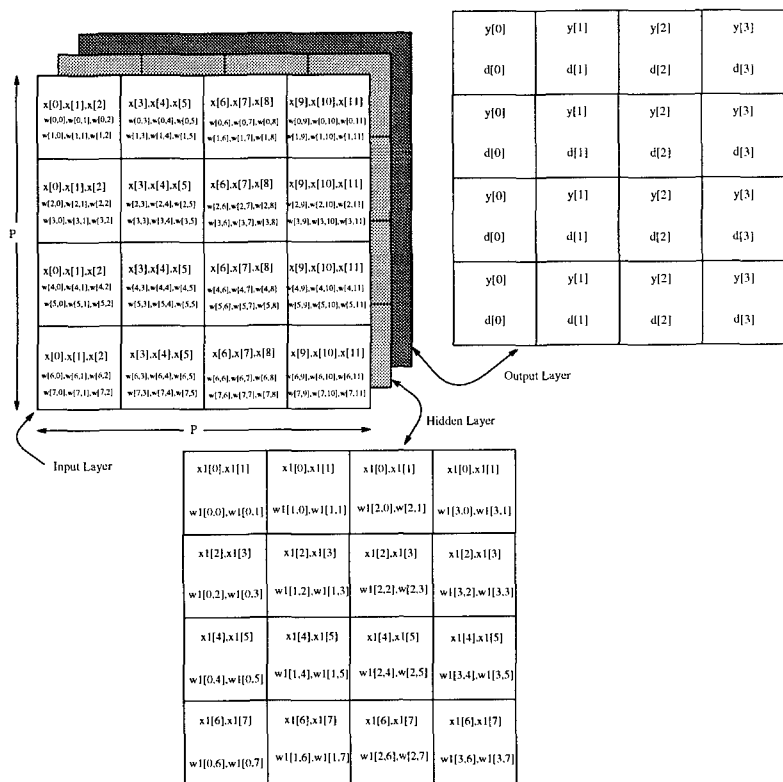 x[0],x[1],x[2] x[3],x[4],x[5] x[6],x[7],x[8] x[9],x[10],x[11]
w[0,0],w[0,1],w[0,2] w[0,3],w[0,4],w[0,5] w[0,6],w[0,7],w[0,8] w[0,9],w[0,10],w[0,11]
w[1,0],w[1,1],w[1,2] w[1,3],w[1,4],w[1,5] w[1,6],w[1,7],w[1,8] w[1,9],w[1,10],w[1,11]
x[0],x[1],x[2] x[3],x[4],x[5] x[6],x[7],x[8] x[9],x[10],x[11]
w[2,0],w[2,1],w[2,2] w[2,3],w[2,4],w[2,5] w[2,6],w[2,7],w[2,8] w[2,9],w[2,10],w[2,11]
w[3,0],w[3,1],w[3,2] w[3,3],w[3,4],w[3,5] w[3,6],w[3,7],w[3,8] w[3,9],w[3,10],w[3,11]
P
x[0],x[1],x[2] x[3],x[4],x[5] x[6],x[7],x[8] x[9],x[10],x[11]
w[4,0],w[4,1],w[4,2] w[4,3],w[4,4],w[4,5] w[4,6],w[4,7],w[4,8] w[4,9],w[4,10],w[4,11]
w[5,0],w[5,1],w[5,2] w[5,3],w[5,4],w[5,5] w[5,6],w[5,7],w[5,8] w[5,9],w[5,10],w[5,11]
x[0],x[1],x[2] x[3],x[4],x[5] x[6],x[7],x[8] x[9],x[10],x[11]
w[6,0],w[6,1],w[6,2] w[6,3],w[6,4],w[6,5] w[6,6],w[6,7],w[6,8] w[6,9],w[6,10],w[6,11]
w[7,0],w[7,1],w[7,2] w[7,3],w[7,4],w[7,5] w[7,6],w[7,7],w[7,8] w[7,9],w[7,10],w[7,11]
P
Input Layer
y[0] y[1] y[2] y[3]
d[0] d[1] d[2] d[3]
y[0] y[1] y[2] y[3]
d[0] d[1] d[2] d[3]
y[0] y[1] y[2] y[3]
d[0] d[1] d[2] d[3]
y[0] y[1] y[2] y[3]
d[0] d[1] d[2] d[3]
Output Layer
Hidden Layer
x1[0],x1[1] x1[0],x1[1] x1[0],x1[1] x1[0],x1[1]
w1[0,0],w1[0,1] w1[1,0],w1[1,1] w1[2,0],w[2,1] w1[3,0],w1[3,1]
x1[2],x1[3] x1[2],x1[3] x1[2],x1[3] x1[2],x1[3]
w1[0,2],w1[0,3] w1[1,2],w1[1,3] w1[2,2],w[2,3] w1[3,2],w1[3,3]
x1[4],x1[5] x1[4],x1[5] x1[4],x1[5] x1[4],x1[5]
w1[0,4],w1[0,5] w1[1,4],w1[1,5] w1[2,4],w[2,5] w1[3,4],w1[3,5]
x1[6],x1[7] x1[6],x1[7] x1[6],x1[7] x1[6],x1[7]
w1[0,6],w1[0,7] w1[1,6],w1[1,7] w1[2,6],w[2,7] w1[3,6],w1[3,7]